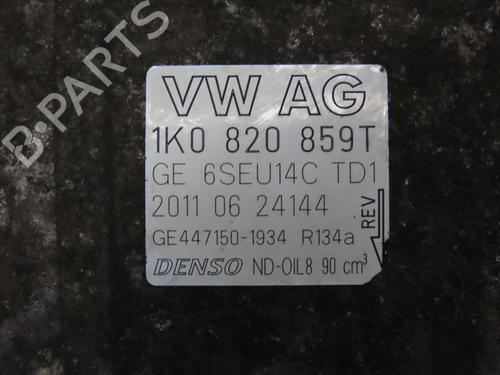 B-PARTS
VW AG
1K0 820 859T
GE 6SEU14C TD1
2011 06 24144
GE447150-1934 R134a
REV
DENSO ND-OIL8 90 cm³